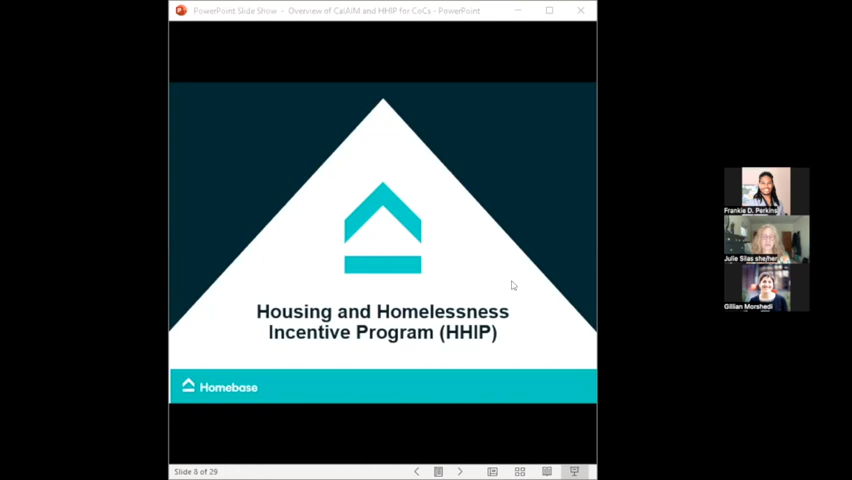 PowerPoint Slide Show - Overview of CalAIM and HHIP for CoCs - PowerPoint
Housing and Homelessness
Incentive Program (HHIP)
Homebase
Slide 8 of 29
Frankie D. Perkins
Julie Silas she/her
Gillian Morshedi